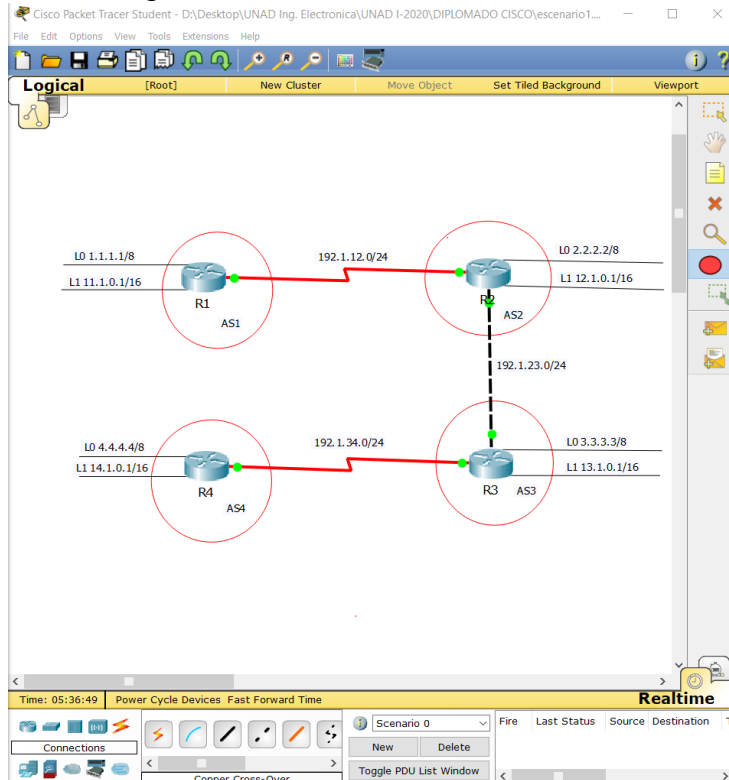 Cisco Packet Tracer Student - D:\Desktop\UNAD Ing. Electronica\UNAD I-2020\DIPLOMADO CISCO\escenario1....
File Edit Options View Tools Extensions Help
Logical [Root] New Cluster Move Object Set Tiled Background Viewport
L0 1.1.1.1/8
L1 11.1.0.1/16
R1
AS1
192.1.12.0/24
L0 2.2.2.2/8
L1 12.1.0.1/16
R2
AS2
192.1.23.0/24
L0 4.4.4.4/8
L1 14.1.0.1/16
R4
AS4
192.1.34.0/24
L0 3.3.3.3/8
L1 13.1.0.1/16
R3 AS3
Time: 05:36:49 Power Cycle Devices Fast Forward Time Realtime
Connections
Copper Cross-Over
Scenario 0
New Delete
Toggle PDU List Window
Fire Last Status Source Destination